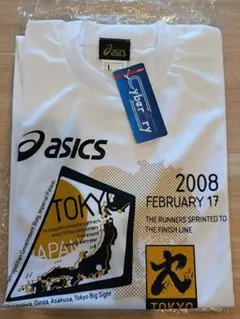 asics
L
CyberDry
asics
2008
FEBRUARY 17
THE RUNNERS SPRINTED TO
THE FINISH LINE.
TOKYO
JAPAN
Ginza, Asakusa, Tokyo Big Sight
TOKYO